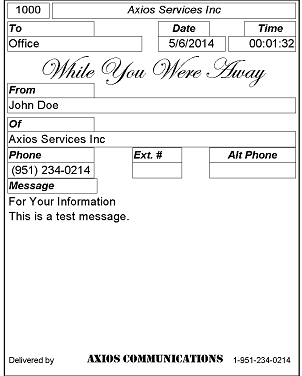 1000 Axios Services Inc
To Date Time
Office 5/6/2014 00:01:32
While You Were Away
From
John Doe
Of
Axios Services Inc
Phone Ext. # Alt Phone
(951) 234-0214
Message
For Your Information
This is a test message.
Delivered by AXIOS COMMUNICATIONS 1-951-234-0214